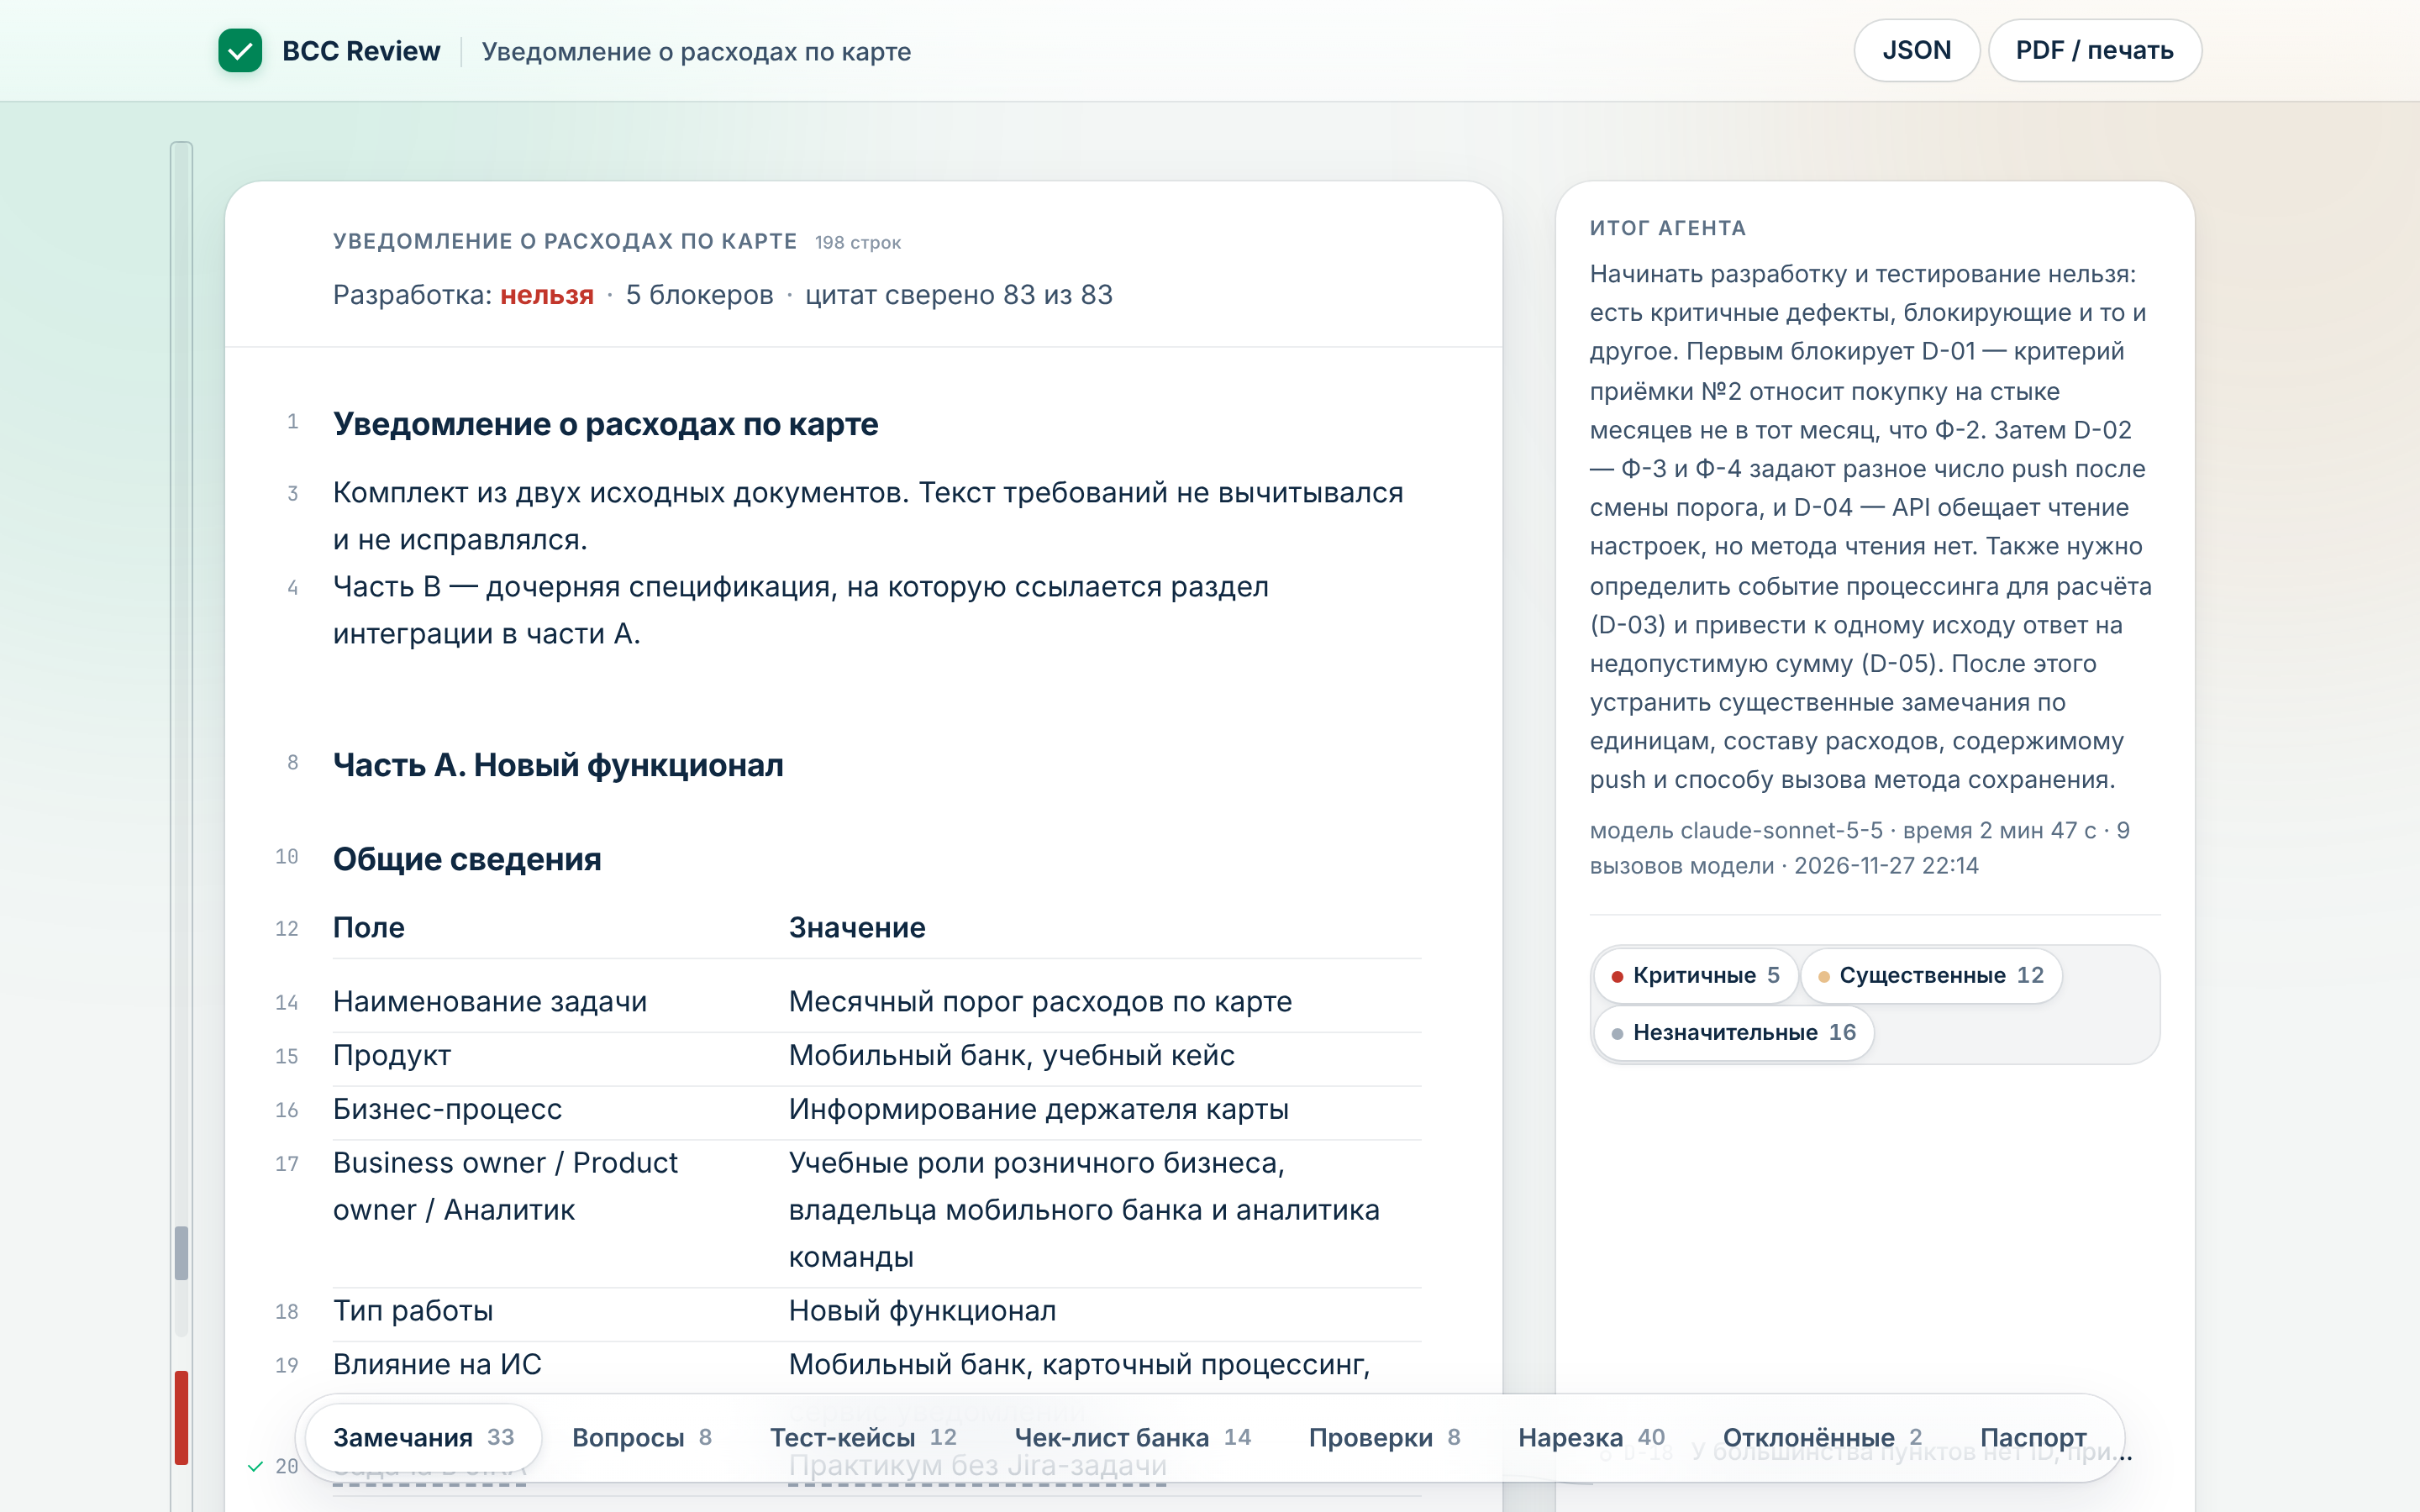 BCC Review
Уведомление о расходах по карте
JSON
PDF / печать
УВЕДОМЛЕНИЕ О РАСХОДАХ ПО КАРТЕ 198 строк
Разработка: нельзя · 5 блокеров · цитат сверено 83 из 83
1 Уведомление о расходах по карте
3 Комплект из двух исходных документов. Текст требований не вычитывался
и не исправлялся.
4 Часть B — дочерняя спецификация, на которую ссылается раздел
интеграции в части A.
8 Часть A. Новый функционал
10 Общие сведения
12 Поле Значение
14 Наименование задачи Месячный порог расходов по карте
15 Продукт Мобильный банк, учебный кейс
16 Бизнес-процесс Информирование держателя карты
17 Business owner / Product Учебные роли розничного бизнеса,
owner / Аналитик владельца мобильного банка и аналитика
команды
18 Тип работы Новый функционал
19 Влияние на ИС Мобильный банк, карточный процессинг,
сервис уведомлений
20 Задача в JIRA Практикум без Jira-задачи
ИТОГ АГЕНТА
Начинать разработку и тестирование нельзя:
есть критичные дефекты, блокирующие и то и
другое. Первым блокирует D-01 — критерий
приёмки №2 относит покупку на стыке
месяцев не в тот месяц, что Ф-2. Затем D-02
— Ф-3 и Ф-4 задают разное число push после
смены порога, и D-04 — API обещает чтение
настроек, но метода чтения нет. Также нужно
определить событие процессинга для расчёта
(D-03) и привести к одному исходу ответ на
недопустимую сумму (D-05). После этого
устранить существенные замечания по
единицам, составу расходов, содержимому
push и способу вызова метода сохранения.
модель claude-sonnet-5-5 · время 2 мин 47 с · 9
вызовов модели · 2026-11-27 22:14
Критичные 5
Существенные 12
Незначительные 16
D-18 У большинства пунктов нет ID, при...
Замечания 33
Вопросы 8
Тест-кейсы 12
Чек-лист банка 14
Проверки 8
Нарезка 40
Отклонённые 2
Паспорт